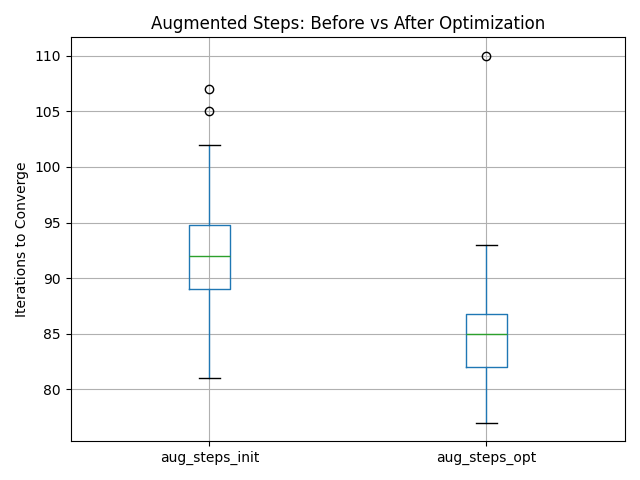 Augmented Steps: Before vs After Optimization
Iterations to Converge
110
105
100
95
90
85
80
aug_steps_init
aug_steps_opt